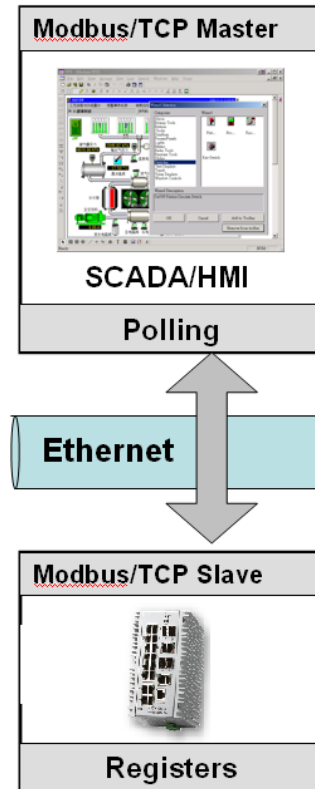 Modbus/TCP Master
SCADA/HMI
Polling
Ethernet
Modbus/TCP Slave
Registers